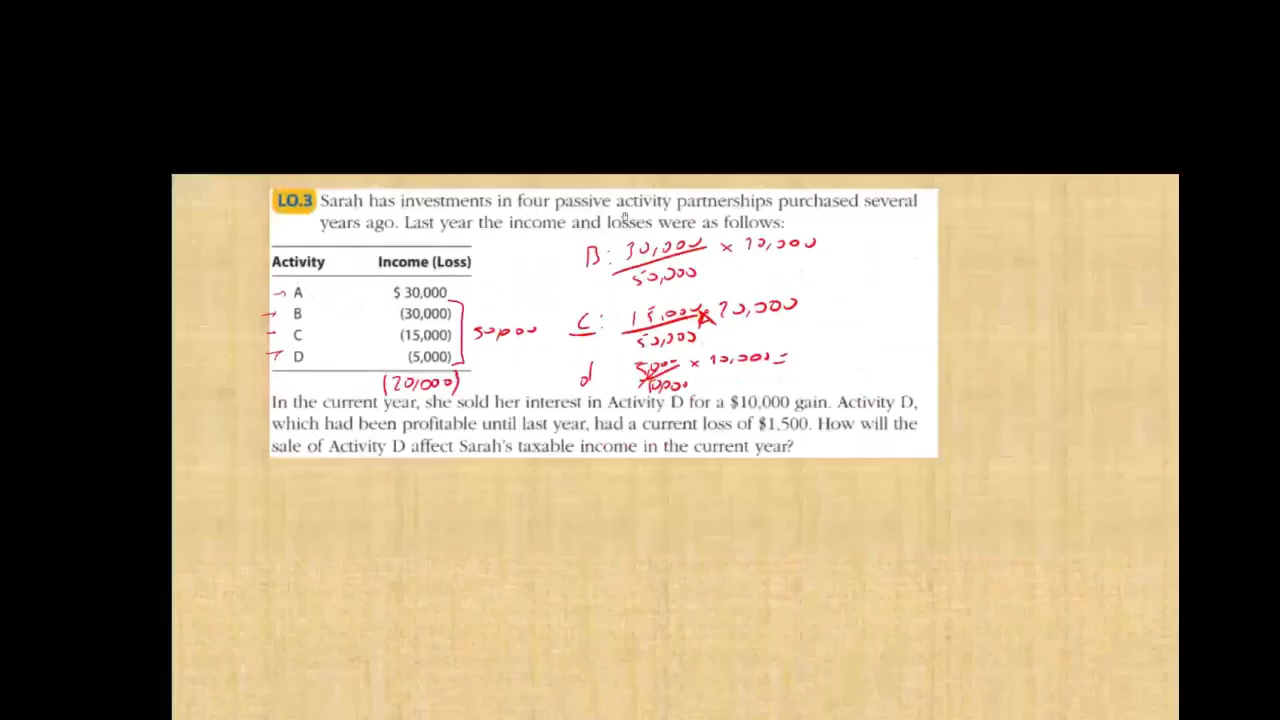 LO.3 Sarah has investments in four passive activity partnerships purchased several
years ago. Last year the income and losses were as follows:
Activity Income (Loss)
A $ 30,000
B (30,000)
C (15,000)
D (5,000)
50,000
(20,000)
B: 30,000 × 20,000
50,000
C: 15,000 × 20,000
50,000
d 5,000 × 20,000 =
In the current year, she sold her interest in Activity D for a $10,000 gain. Activity D,
which had been profitable until last year, had a current loss of $1,500. How will the
sale of Activity D affect Sarah's taxable income in the current year?